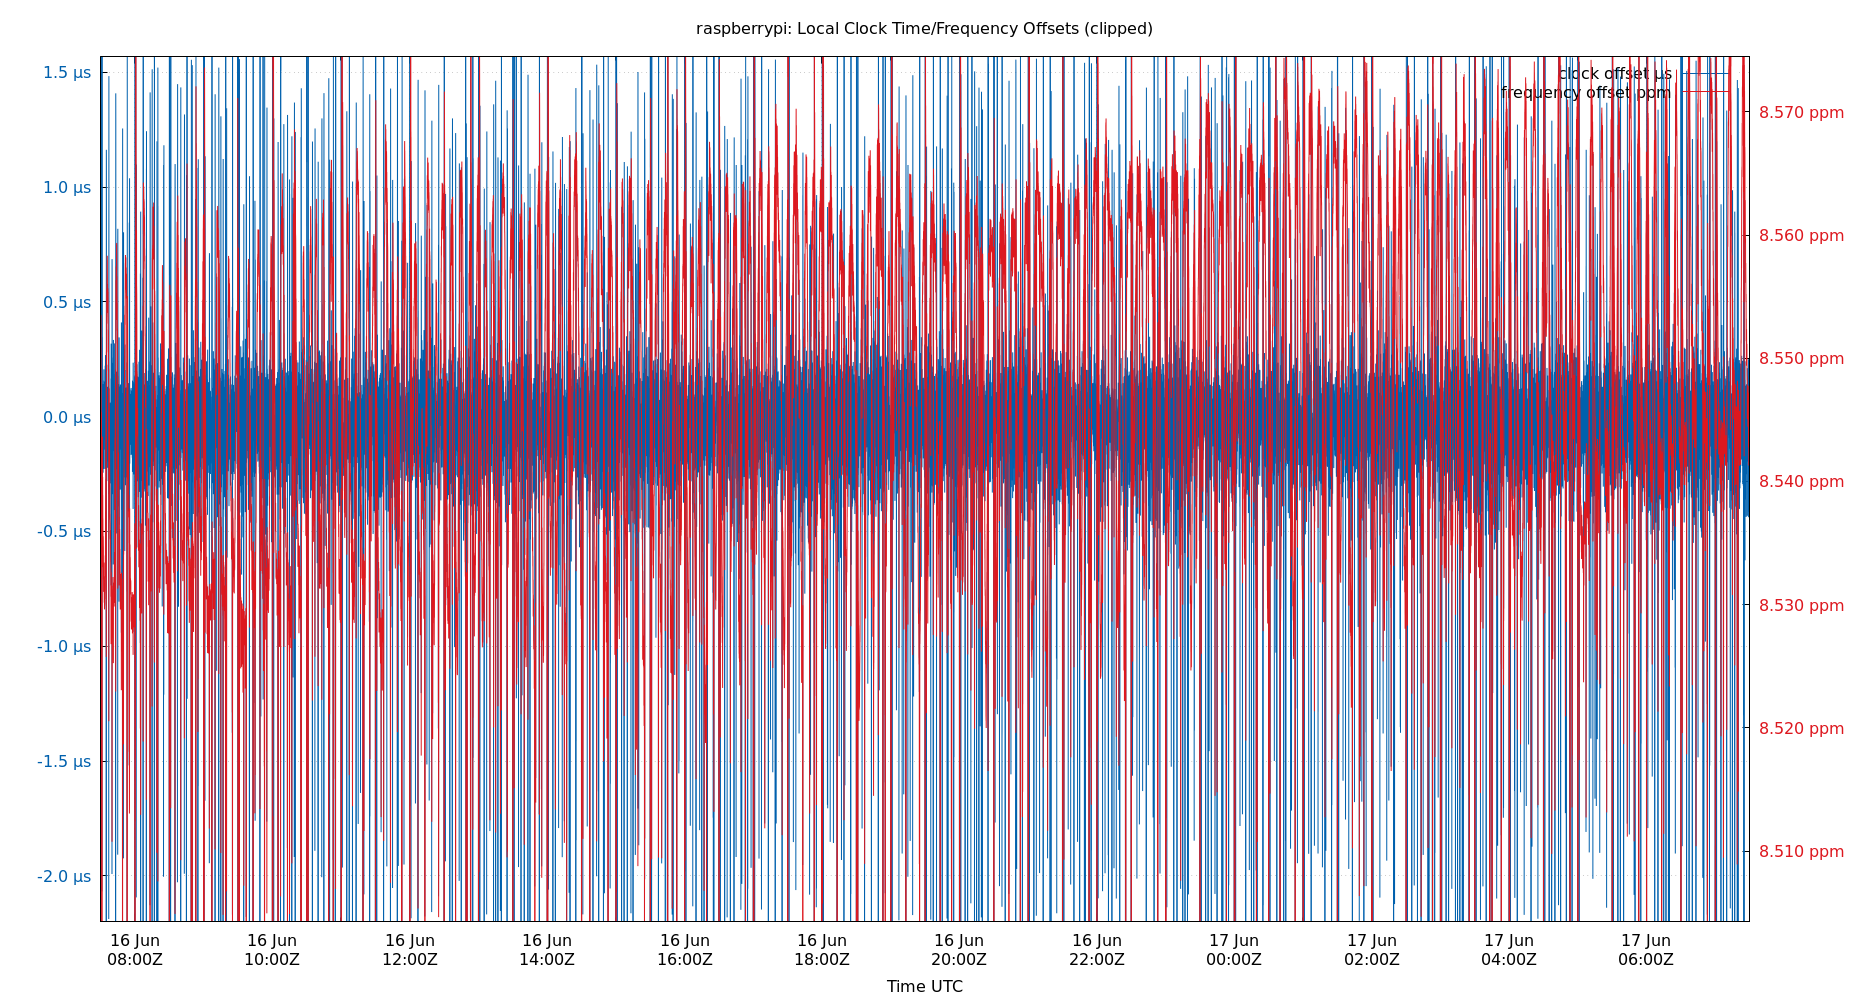 raspberrypi: Local Clock Time/Frequency Offsets (clipped)
clock offset µs
frequency offset ppm
1.5 µs
1.0 µs
0.5 µs
0.0 µs
-0.5 µs
-1.0 µs
-1.5 µs
-2.0 µs
8.570 ppm
8.560 ppm
8.550 ppm
8.540 ppm
8.530 ppm
8.520 ppm
8.510 ppm
16 Jun 16 Jun 16 Jun 16 Jun 16 Jun 16 Jun 16 Jun 16 Jun 17 Jun 17 Jun 17 Jun 17 Jun
08:00Z 10:00Z 12:00Z 14:00Z 16:00Z 18:00Z 20:00Z 22:00Z 00:00Z 02:00Z 04:00Z 06:00Z
Time UTC